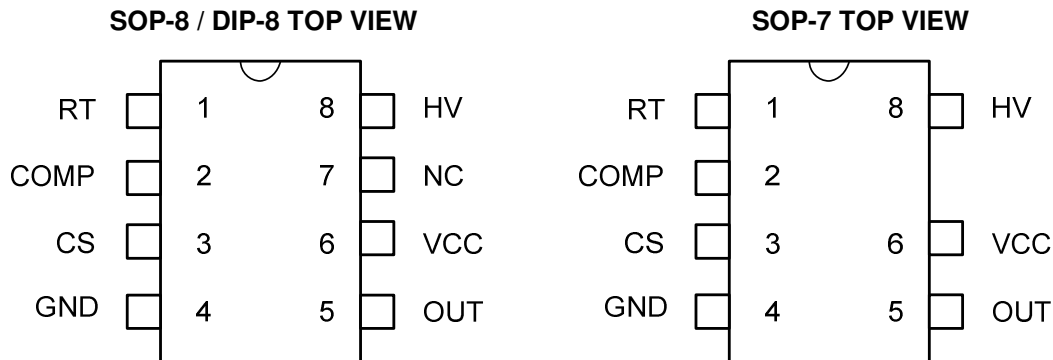 SOP-8 / DIP-8 TOP VIEW
RT 1 8 HV
COMP 2 7 NC
CS 3 6 VCC
GND 4 5 OUT
SOP-7 TOP VIEW
RT 1 8 HV
COMP 2
CS 3 6 VCC
GND 4 5 OUT